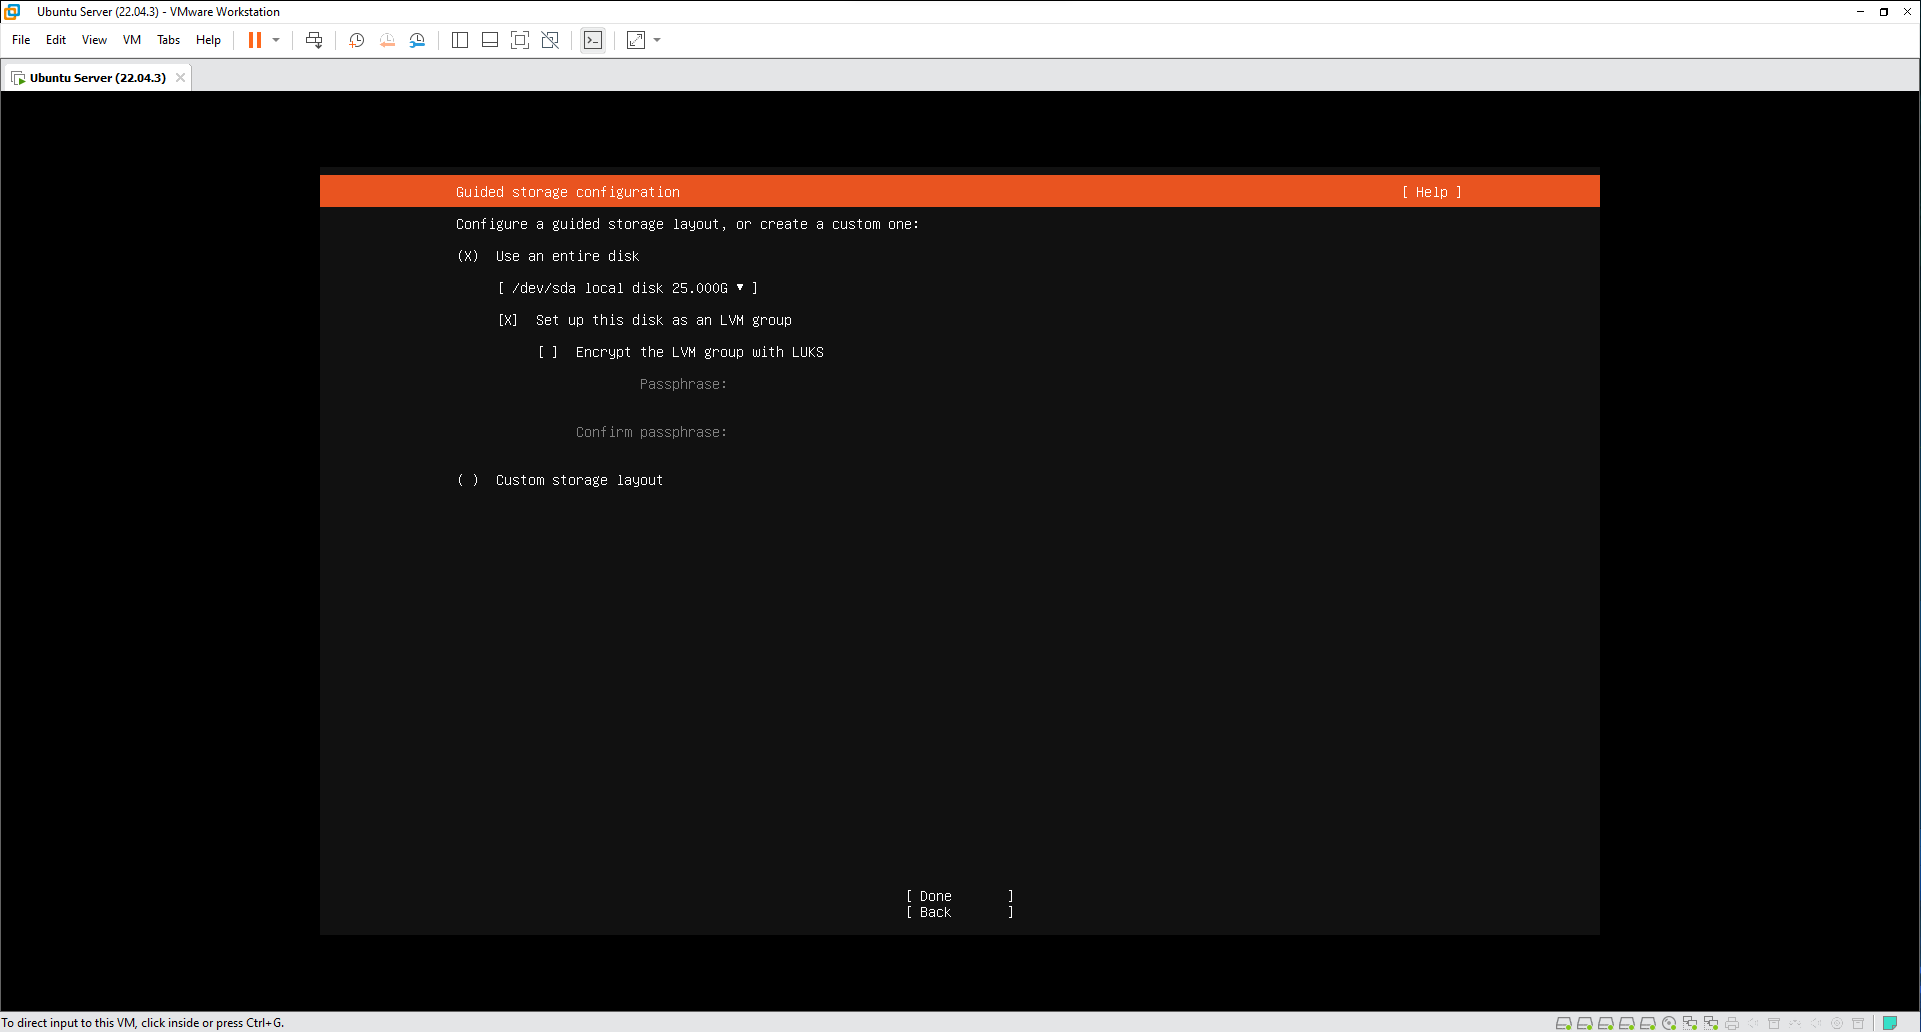 Ubuntu Server (22.04.3) - VMware Workstation
File Edit View VM Tabs Help
Ubuntu Server (22.04.3)
Guided storage configuration [ Help ]
Configure a guided storage layout, or create a custom one:
(X) Use an entire disk
[ /dev/sda local disk 25.000G ▾ ]
[X] Set up this disk as an LVM group
[ ] Encrypt the LVM group with LUKS
Passphrase:
Confirm passphrase:
( ) Custom storage layout
[ Done ]
[ Back ]
To direct input to this VM, click inside or press Ctrl+G.